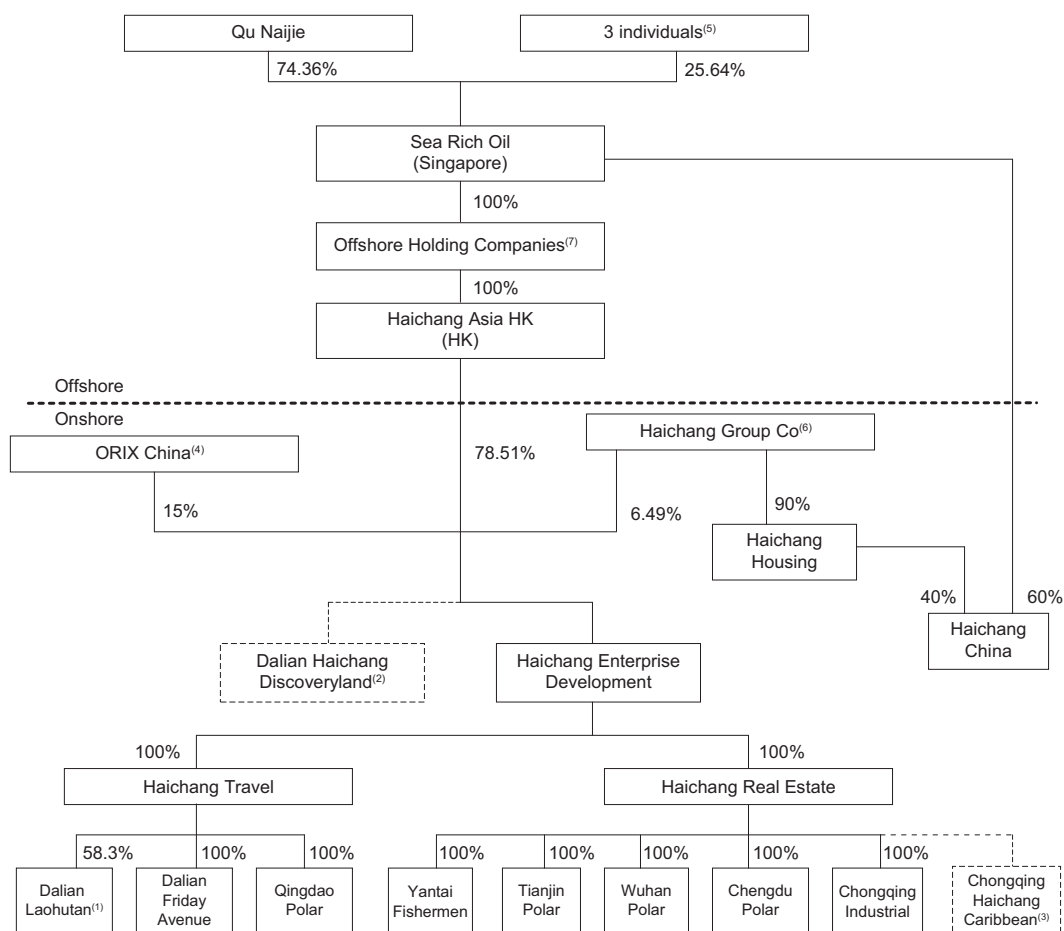 Qu Naijie
3 individuals(5)
74.36%
25.64%
Sea Rich Oil
(Singapore)
100%
Offshore Holding Companies(7)
100%
Haichang Asia HK
(HK)
Offshore
Onshore
ORIX China(4)
78.51%
Haichang Group Co(6)
15%
6.49%
90%
Haichang
Housing
40%
60%
Haichang
China
Dalian Haichang
Discoveryland(2)
Haichang Enterprise
Development
100%
100%
Haichang Travel
Haichang Real Estate
58.3%
100%
100%
100%
100%
100%
100%
100%
Dalian
Laohutan(1)
Dalian
Friday
Avenue
Qingdao
Polar
Yantai
Fishermen
Tianjin
Polar
Wuhan
Polar
Chengdu
Polar
Chongqing
Industrial
Chongqing
Haichang
Caribbean(3)